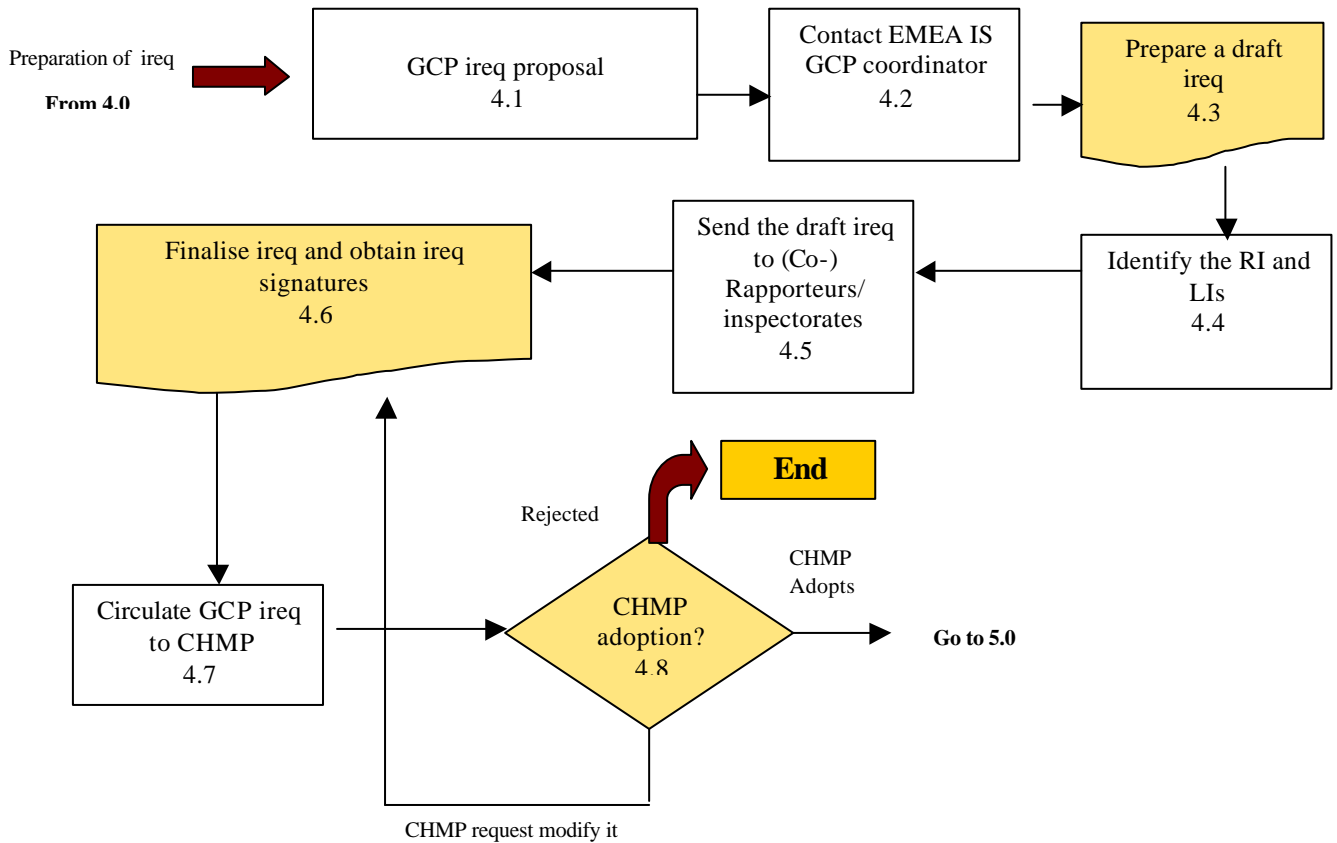 Preparation of ireq
From 4.0
GCP ireq proposal
4.1
Contact EMEA IS
GCP coordinator
4.2
Prepare a draft
ireq
4.3
Finalise ireq and obtain ireq
signatures
4.6
Send the draft ireq
to (Co-)
Rapporteurs/
inspectorates
4.5
Identify the RI and
LIs
4.4
End
Rejected
CHMP
Adopts
Circulate GCP ireq
to CHMP
4.7
CHMP
adoption?
4.8
Go to 5.0
CHMP request modify it